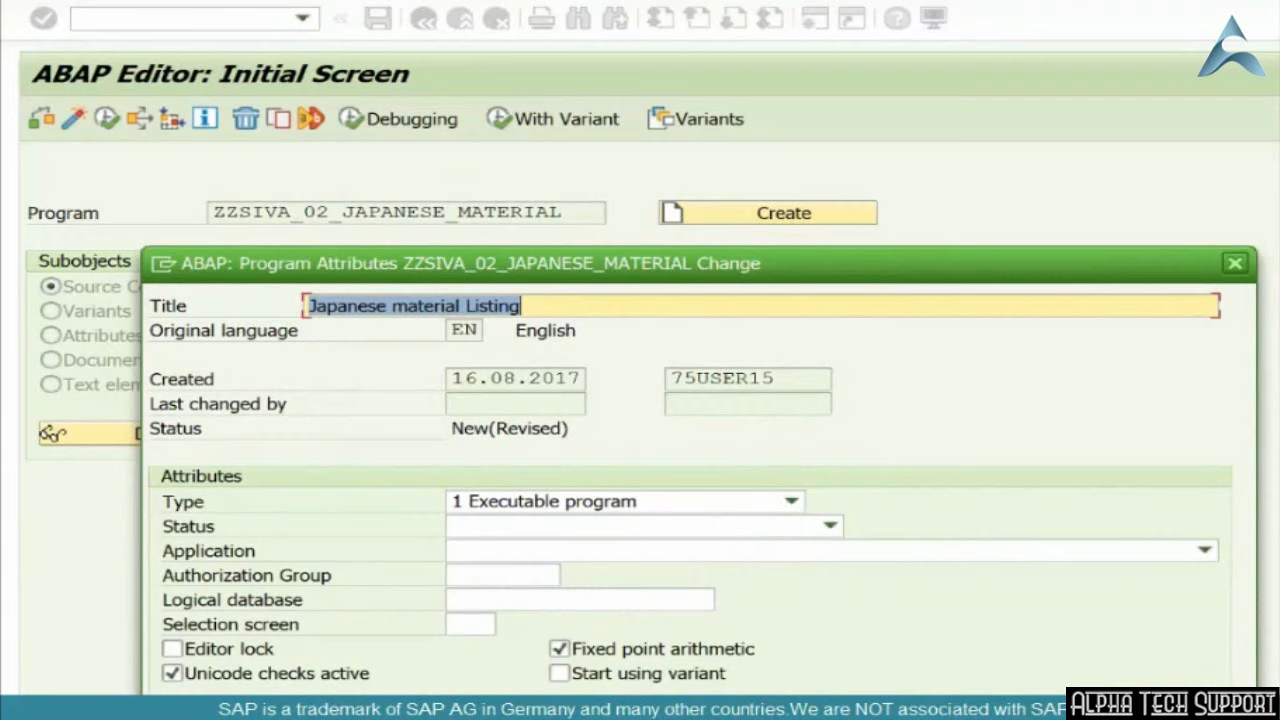 ABAP Editor: Initial Screen
Debugging With Variant Variants
Program ZZSIVA_02_JAPANESE_MATERIAL Create
Subobjects
ABAP: Program Attributes ZZSIVA_02_JAPANESE_MATERIAL Change
Source C
Title Japanese material Listing
Variants
Original language EN English
Attributes
Documen
Created 16.08.2017 75USER15
Text elem
Last changed by
Status New(Revised)
Attributes
Type 1 Executable program
Status
Application
Authorization Group
Logical database
Selection screen
Editor lock Fixed point arithmetic
Unicode checks active Start using variant
SAP is a trademark of SAP AG in Germany and many other countries.We are NOT associated with SAP
Alpha Tech Support